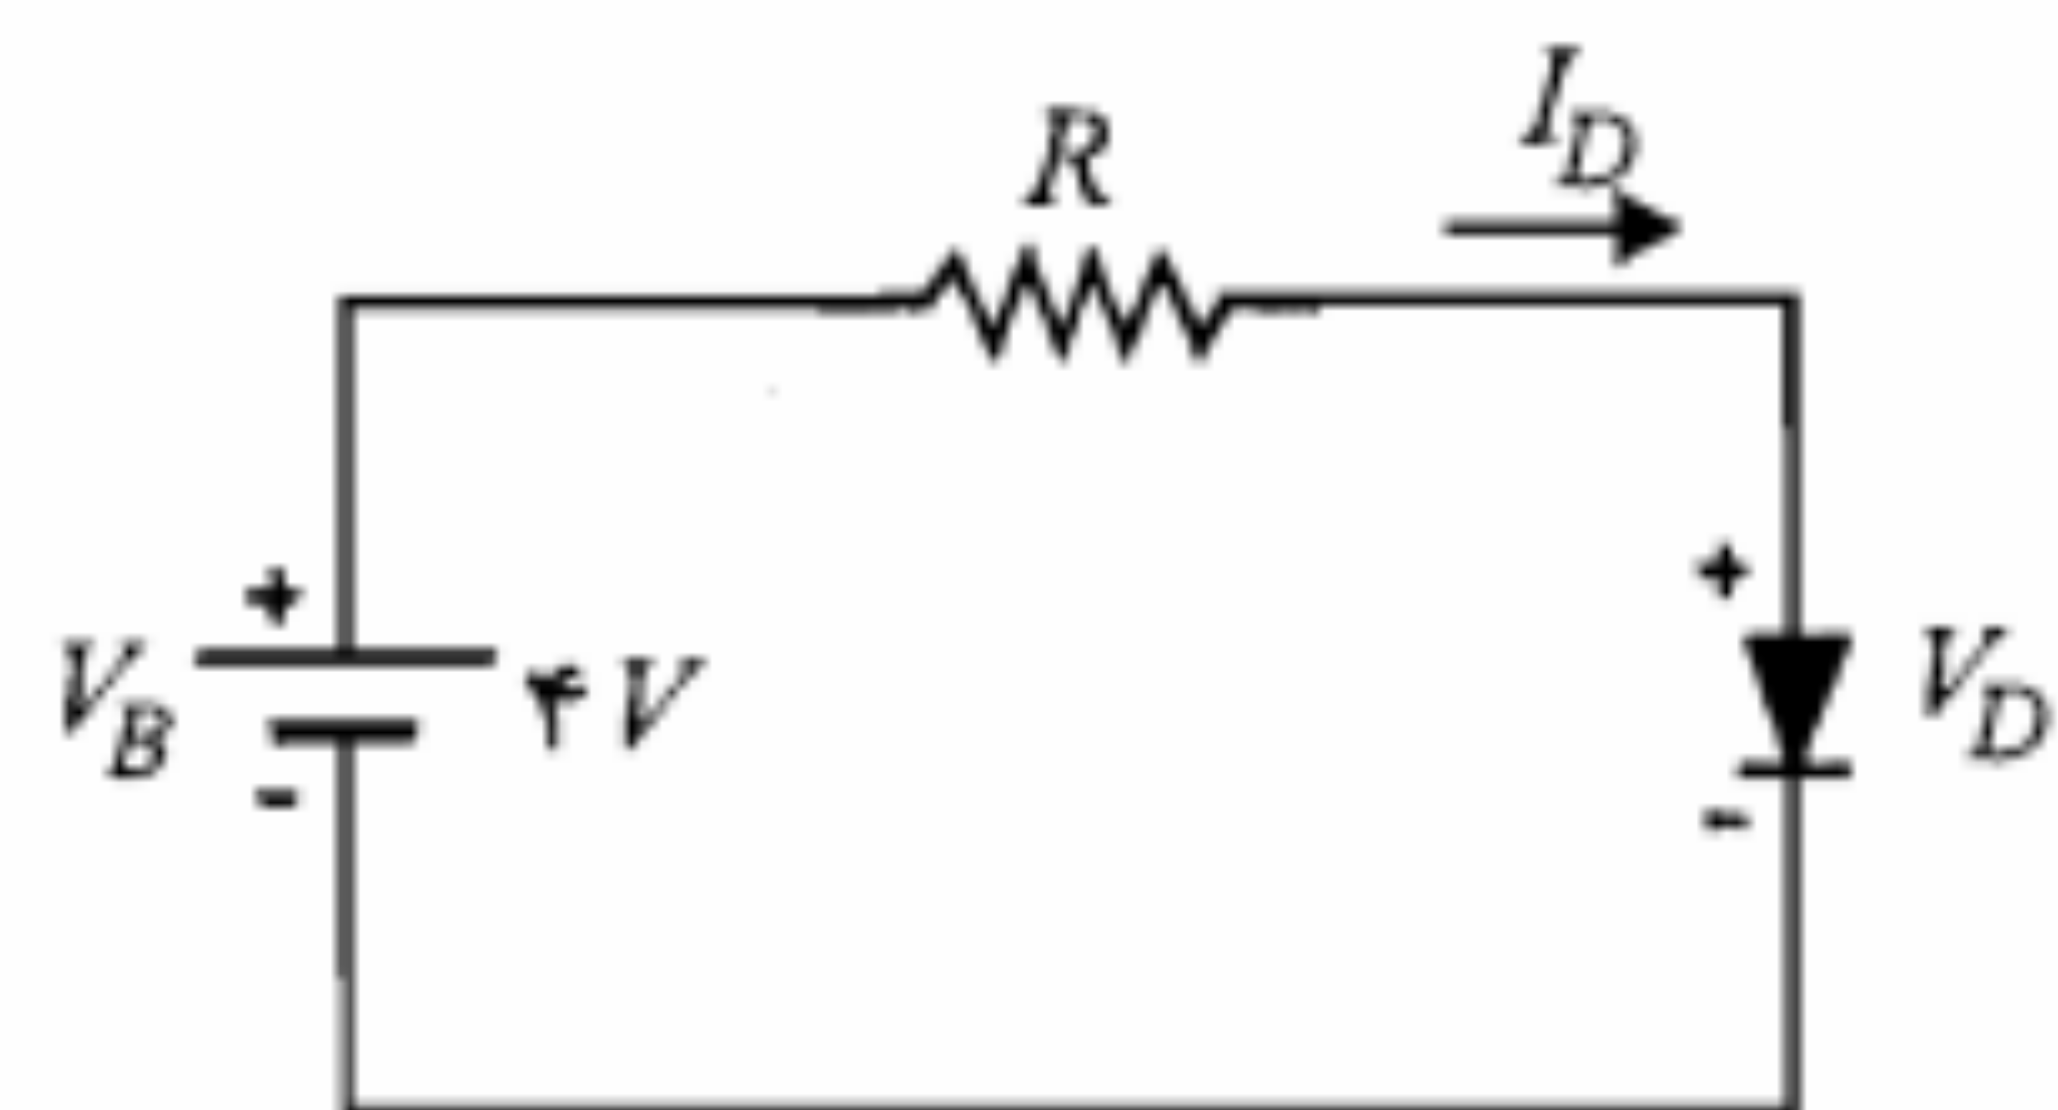 I_D
R
+
+
V_B
۴ V
V_D
-
-